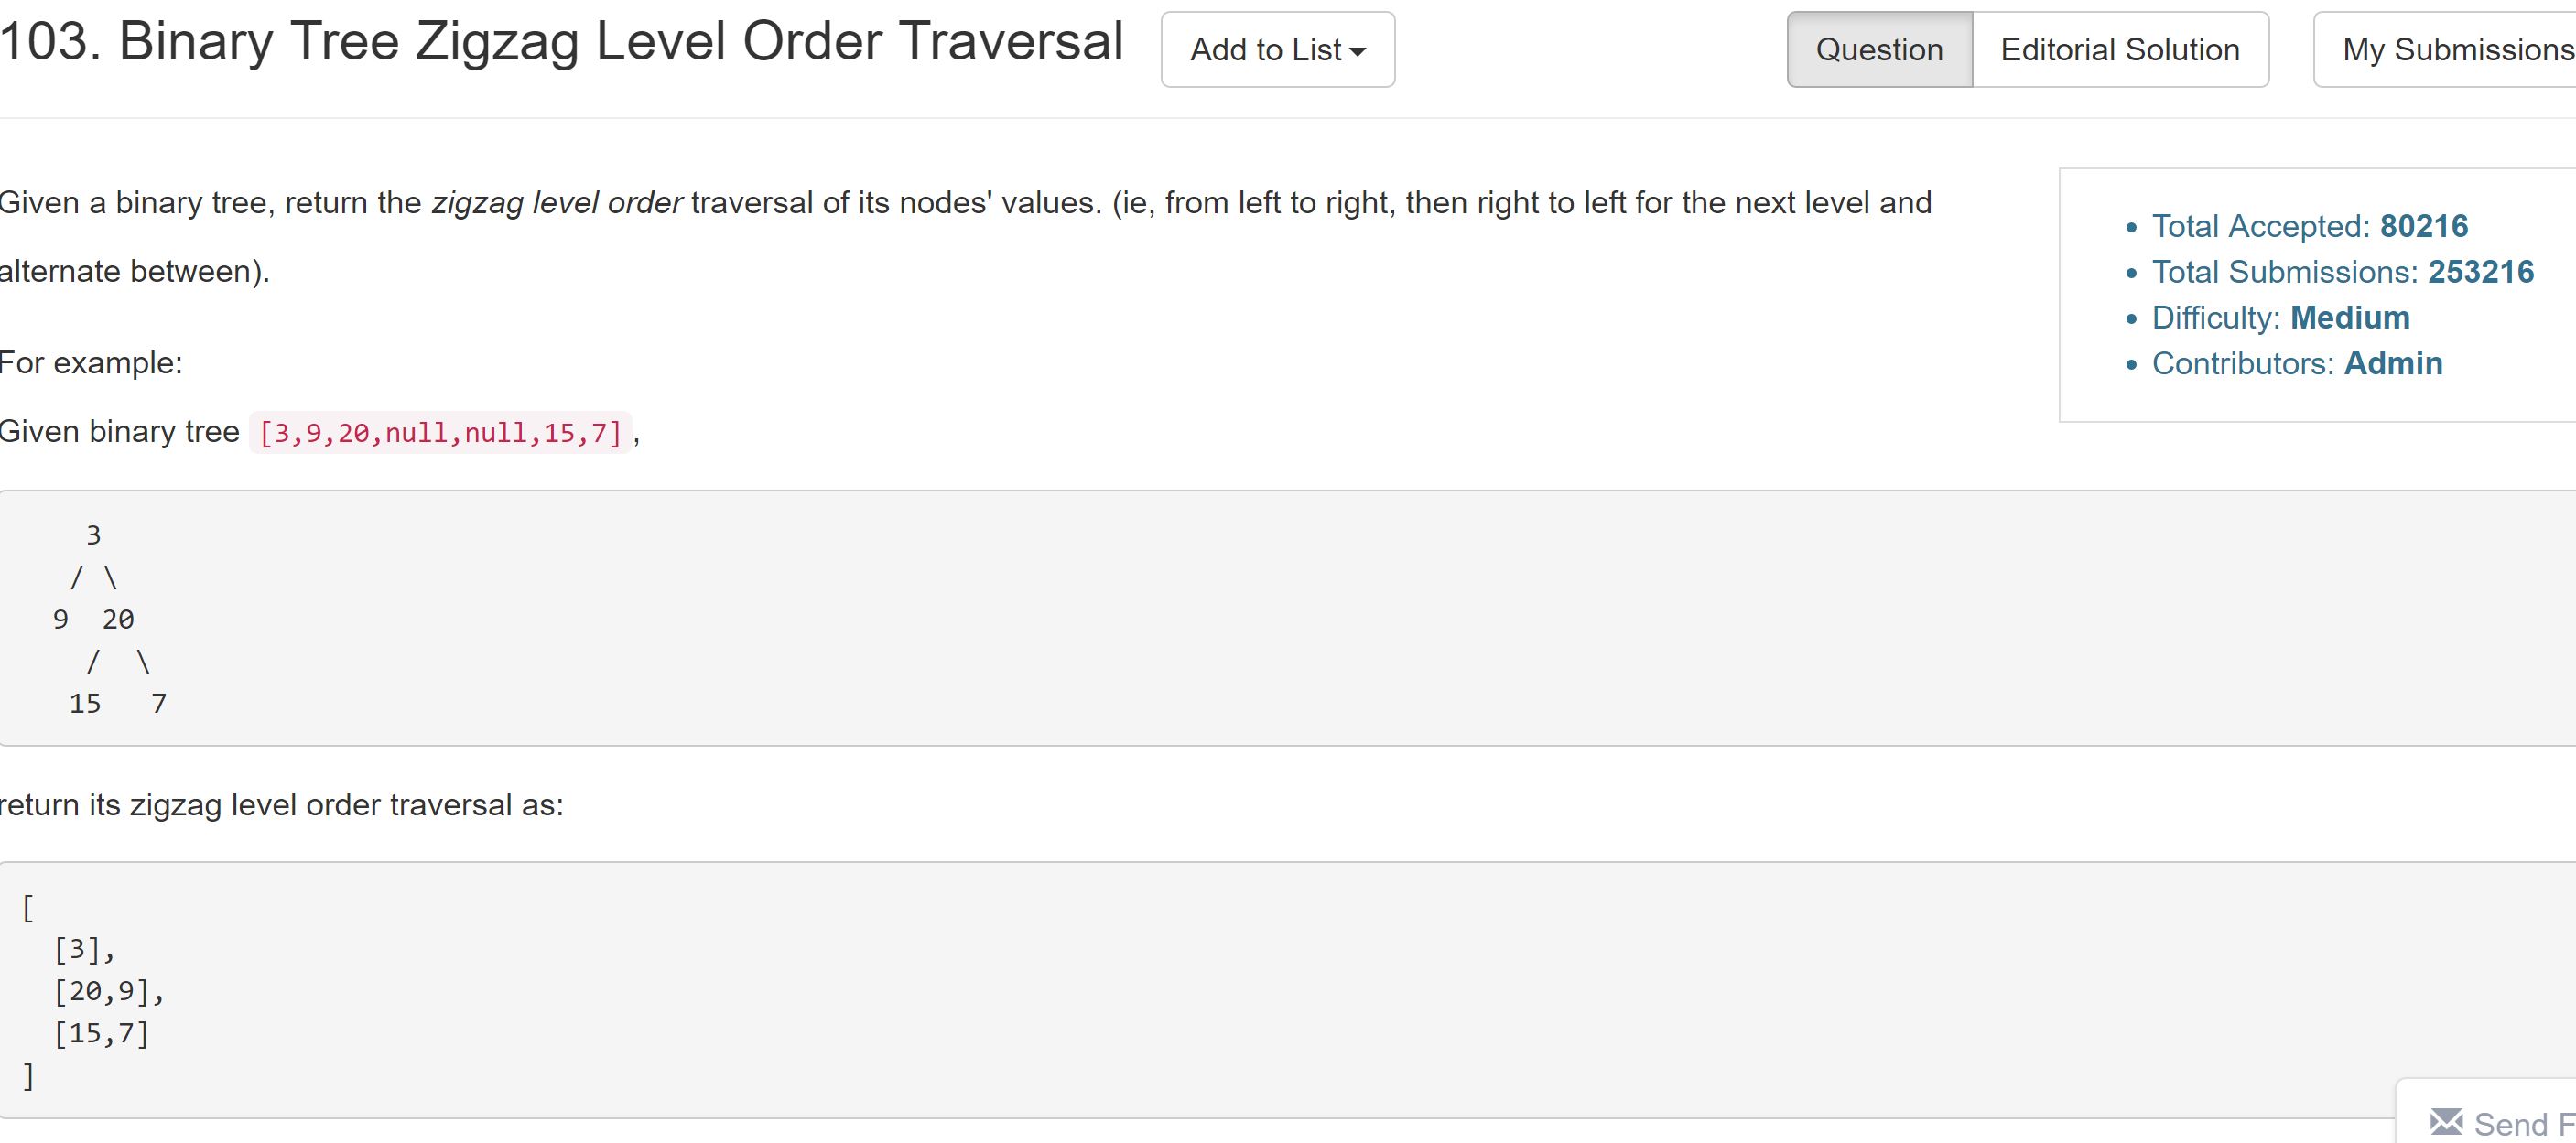 103. Binary Tree Zigzag Level Order Traversal
Add to List
Question
Editorial Solution
My Submissions
Given a binary tree, return the zigzag level order traversal of its nodes' values. (ie, from left to right, then right to left for the next level and
alternate between).
For example:
Given binary tree [3,9,20,null,null,15,7],
    3
   / \
  9  20
    /  \
   15   7
return its zigzag level order traversal as:
[
  [3],
  [20,9],
  [15,7]
]
Total Accepted: 80216
Total Submissions: 253216
Difficulty: Medium
Contributors: Admin
Send